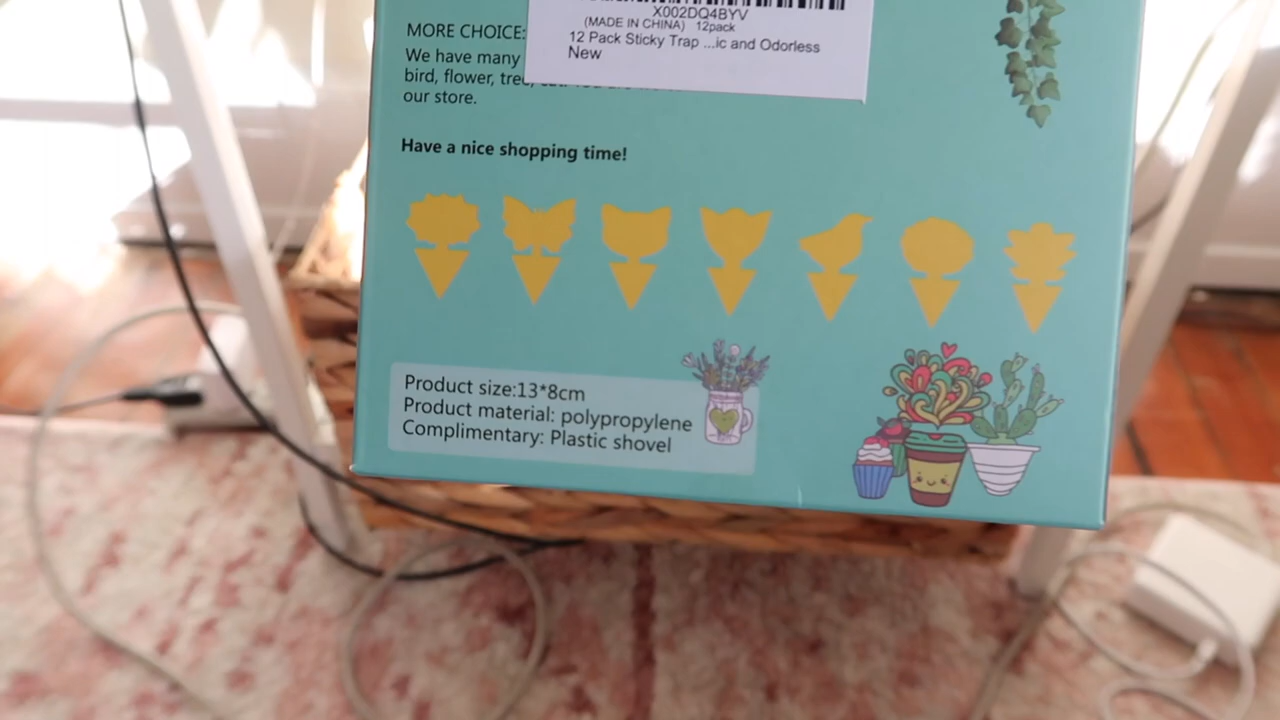 X002DQ4BYV
(MADE IN CHINA) 12pack
12 Pack Sticky Trap ...ic and Odorless
New
MORE CHOICE:
We have many
bird, flower, tree,
our store.
Have a nice shopping time!
Product size:13*8cm
Product material: polypropylene
Complimentary: Plastic shovel